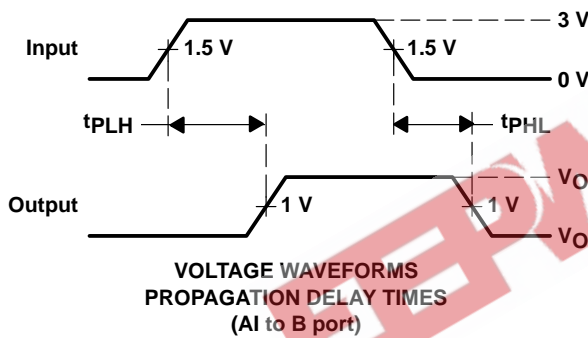 3 V
Input
1.5 V
1.5 V
0 V
tPLH
tPHL
VO
Output
1 V
1 V
VO
VOLTAGE WAVEFORMS
PROPAGATION DELAY TIMES
(AI to B port)
EEPW